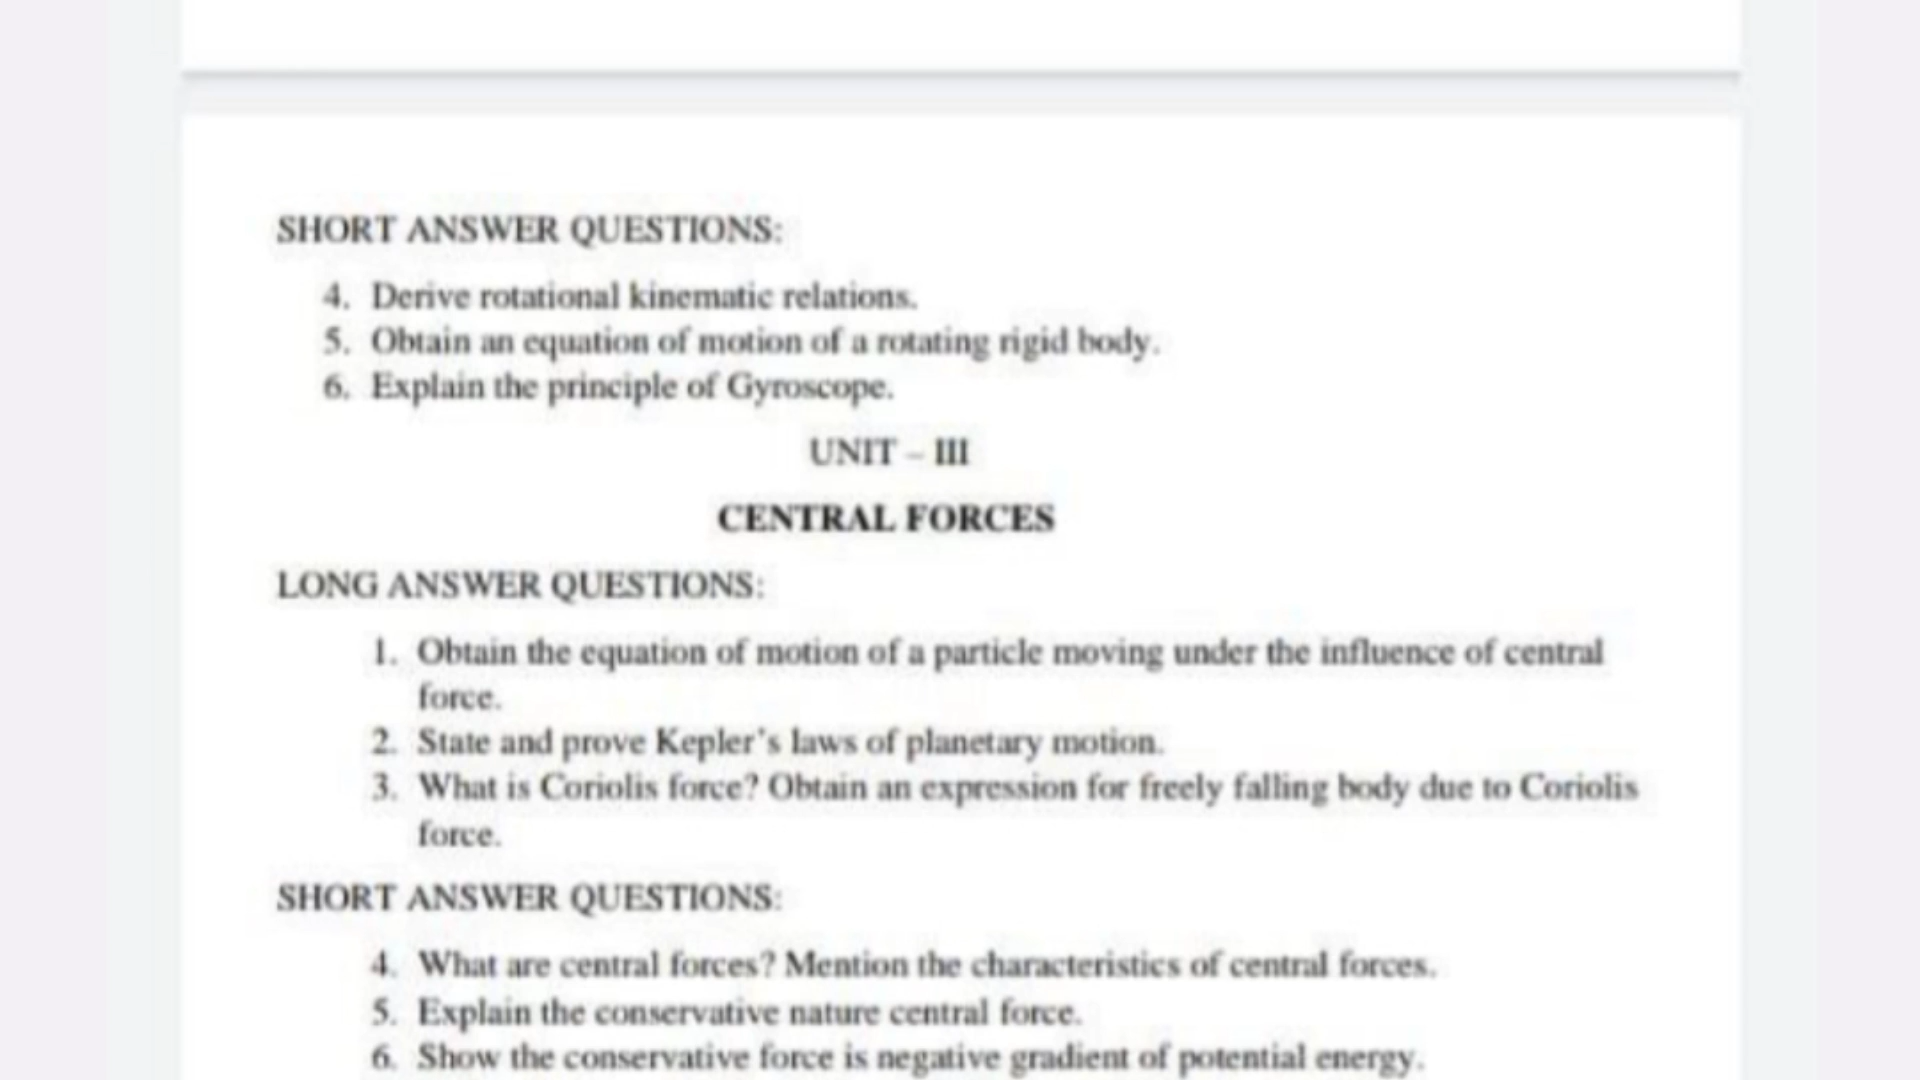 SHORT ANSWER QUESTIONS:
4. Derive rotational kinematic relations.
5. Obtain an equation of motion of a rotating rigid body.
6. Explain the principle of Gyroscope.
UNIT – III
CENTRAL FORCES
LONG ANSWER QUESTIONS:
1. Obtain the equation of motion of a particle moving under the influence of central
force.
2. State and prove Kepler's laws of planetary motion.
3. What is Coriolis force? Obtain an expression for freely falling body due to Coriolis
force.
SHORT ANSWER QUESTIONS:
4. What are central forces? Mention the characteristics of central forces.
5. Explain the conservative nature central force.
6. Show the conservative force is negative gradient of potential energy.